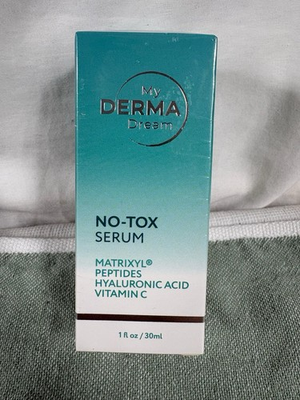 My
DERMA
Dream
NO-TOX
SERUM
MATRIXYL®
PEPTIDES
HYALURONIC ACID
VITAMIN C
1 fl oz / 30ml